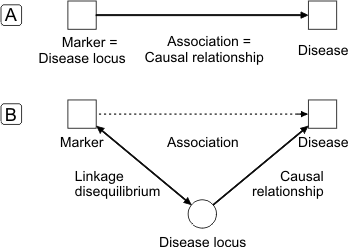 A
Marker =
Disease locus
Association =
Causal relationship
Disease
B
Marker
Association
Disease
Linkage
disequilibrium
Causal
relationship
Disease locus